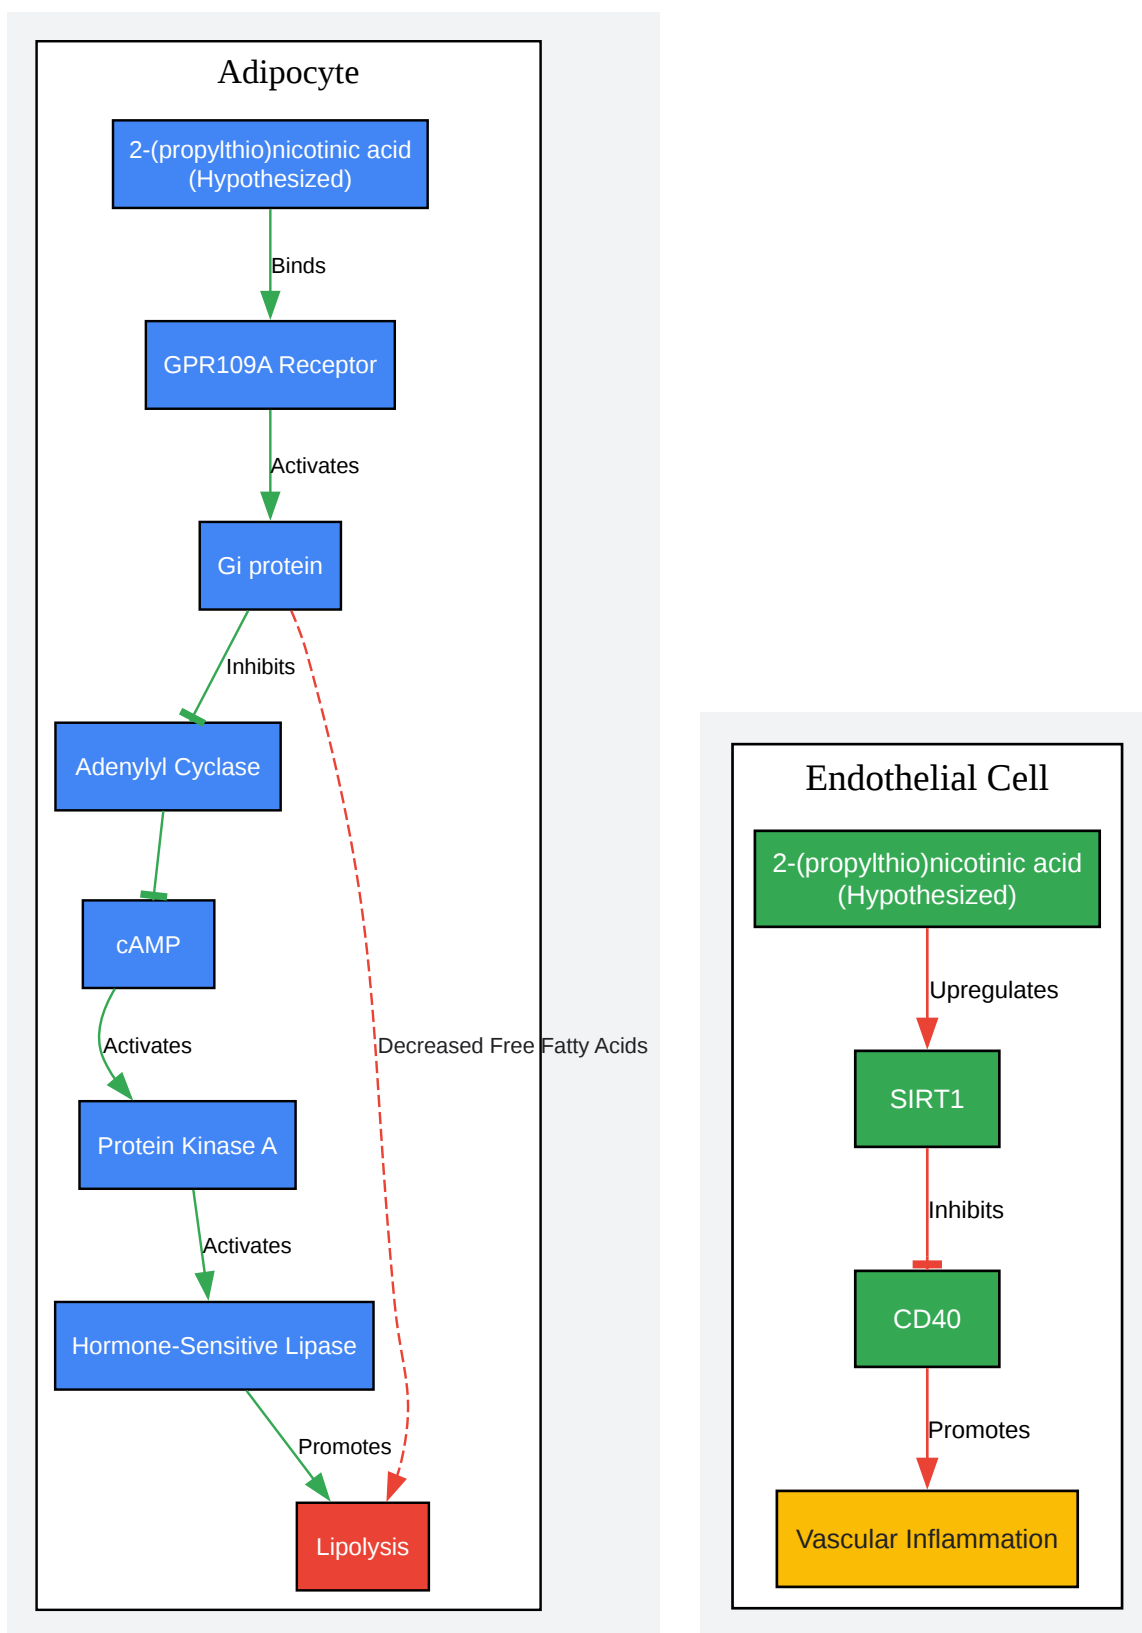 Adipocyte
2-(propylthio)nicotinic acid
(Hypothesized)
Binds
GPR109A Receptor
Activates
Gi protein
Inhibits
Adenylyl Cyclase
cAMP
Activates
Decreased Free Fatty Acids
Protein Kinase A
Activates
Hormone-Sensitive Lipase
Promotes
Lipolysis
Endothelial Cell
2-(propylthio)nicotinic acid
(Hypothesized)
Upregulates
SIRT1
Inhibits
CD40
Promotes
Vascular Inflammation